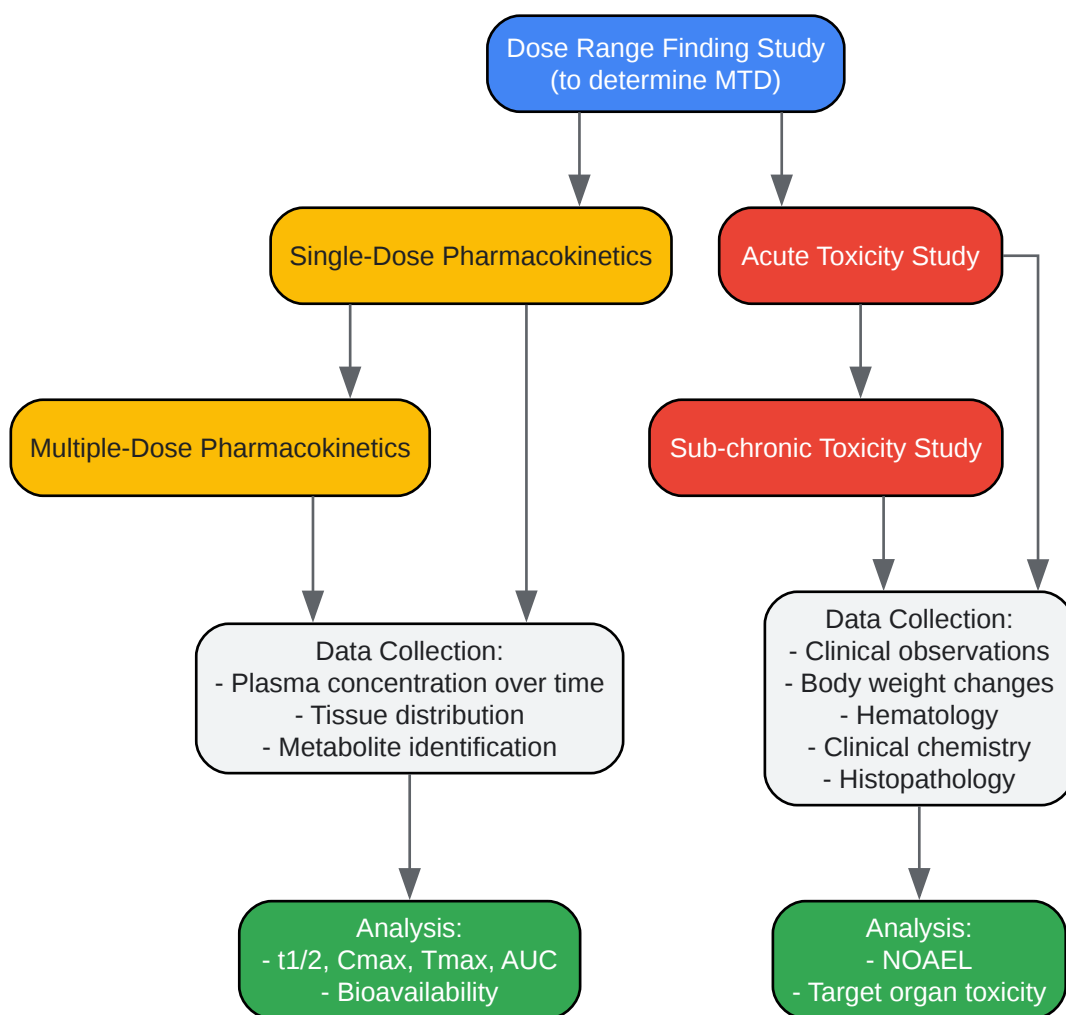 Dose Range Finding Study
(to determine MTD)
Single-Dose Pharmacokinetics
Acute Toxicity Study
Multiple-Dose Pharmacokinetics
Sub-chronic Toxicity Study
Data Collection:
- Plasma concentration over time
- Tissue distribution
- Metabolite identification
Data Collection:
- Clinical observations
- Body weight changes
- Hematology
- Clinical chemistry
- Histopathology
Analysis:
- t1/2, Cmax, Tmax, AUC
- Bioavailability
Analysis:
- NOAEL
- Target organ toxicity